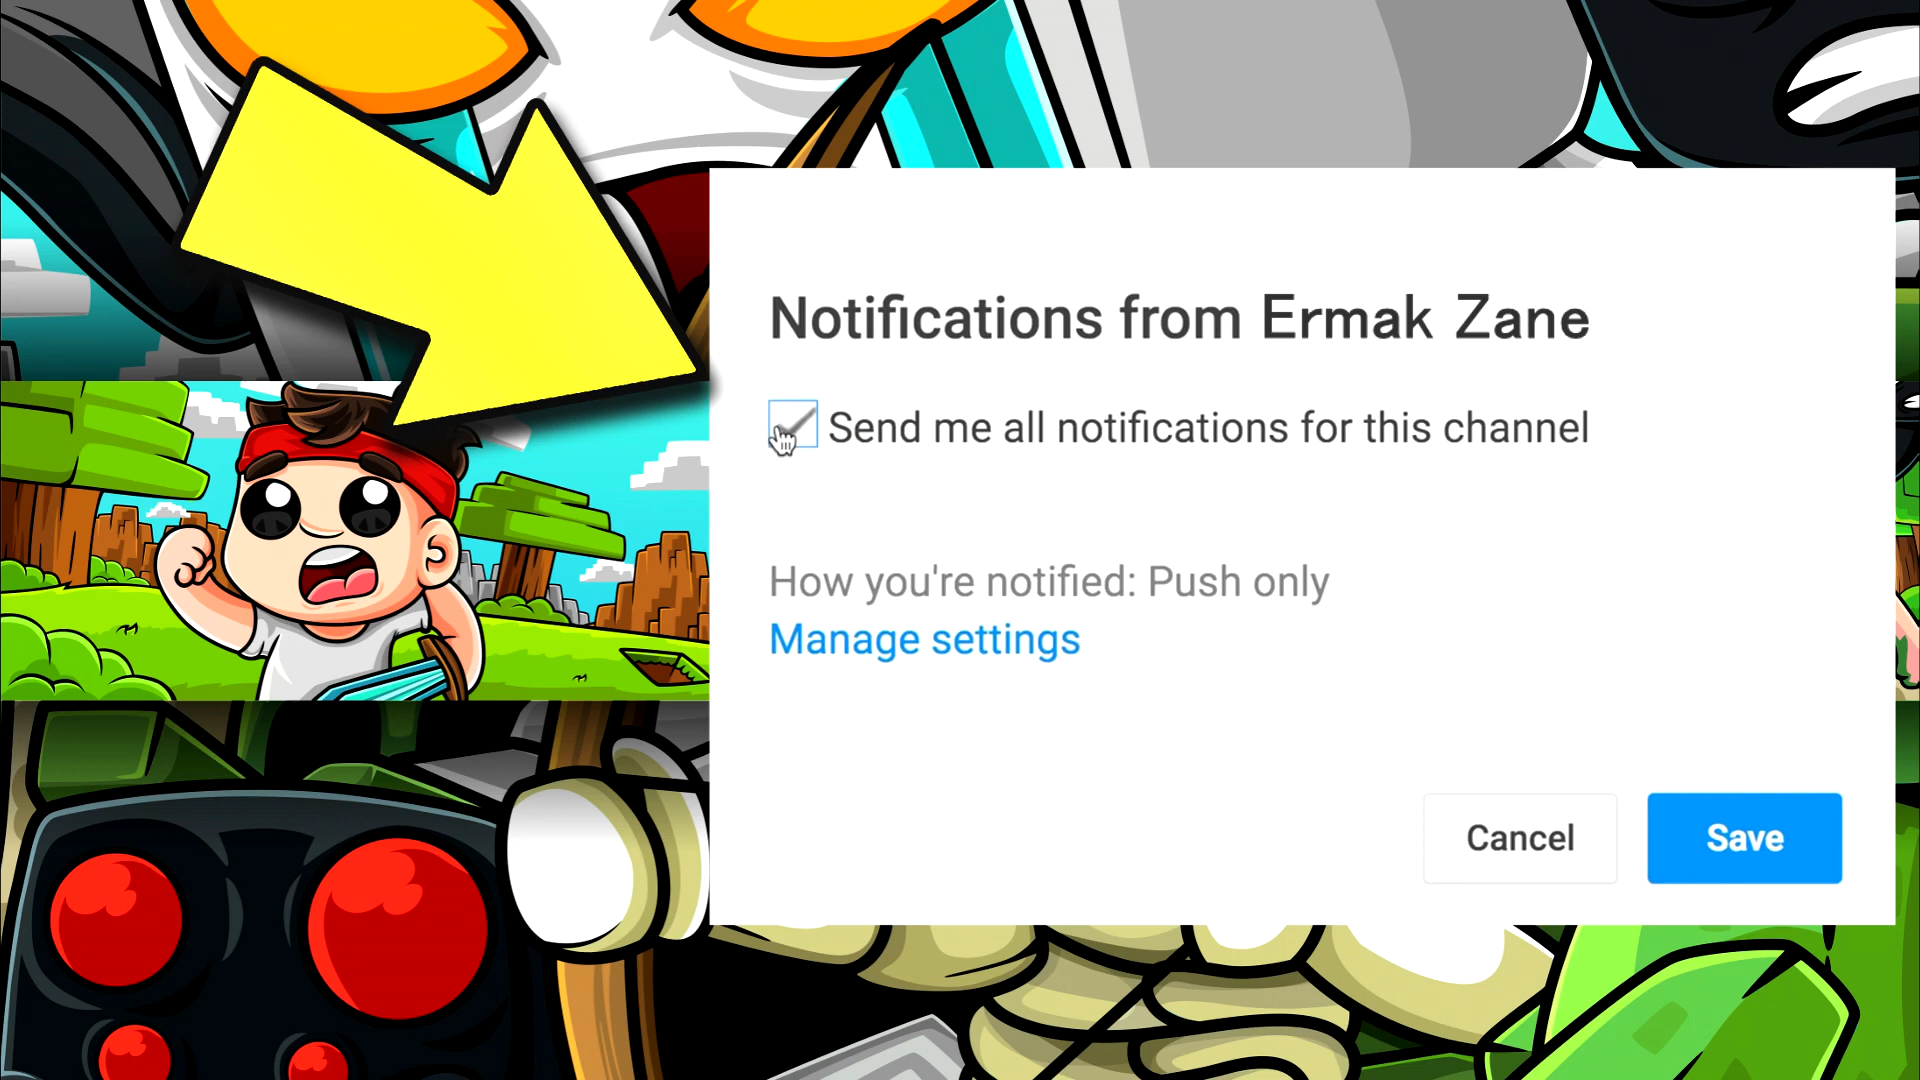 Notifications from Ermak Zane
Send me all notifications for this channel
How you're notified: Push only
Manage settings
Cancel
Save